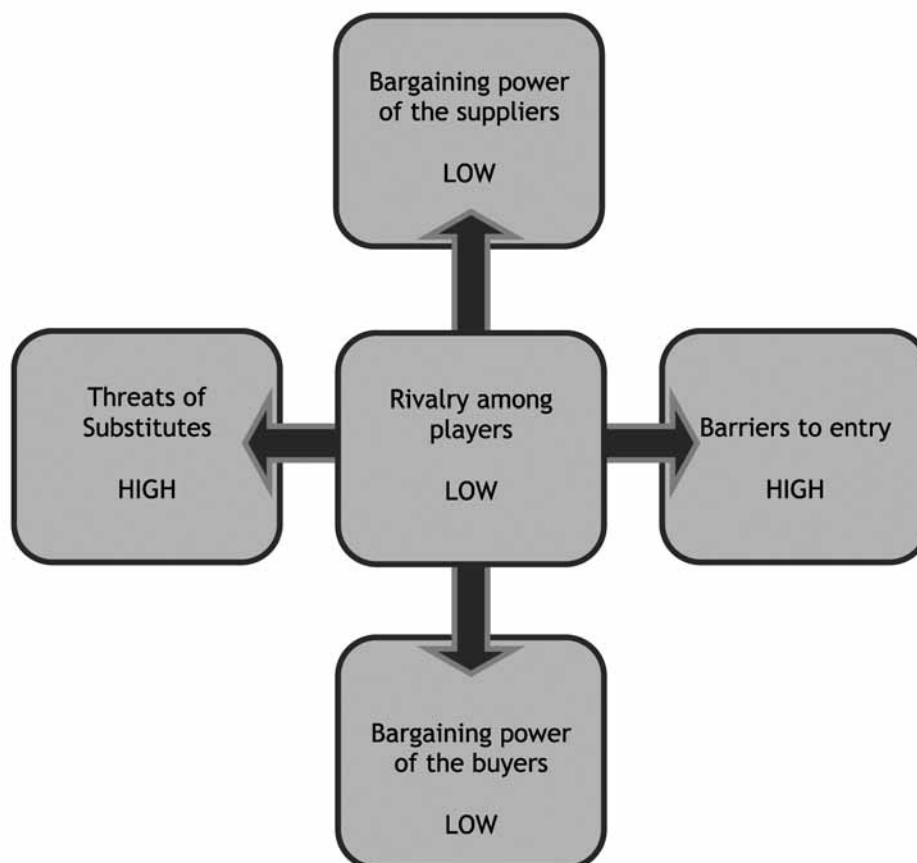 Bargaining power
of the suppliers
LOW
Threats of
Substitutes
HIGH
Rivalry among
players
LOW
Barriers to entry
HIGH
Bargaining power
of the buyers
LOW